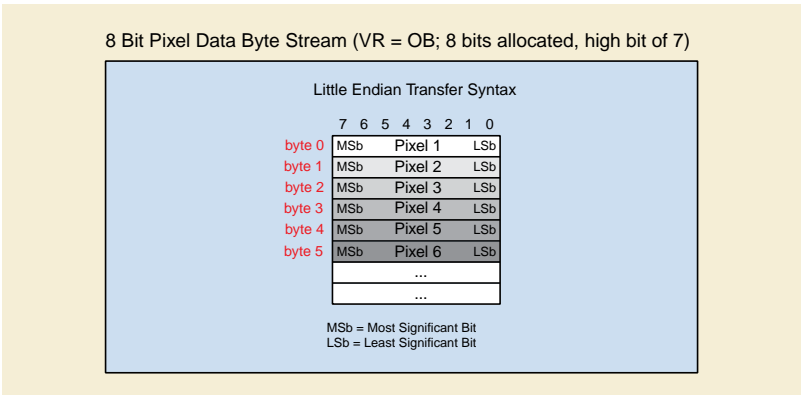 8 Bit Pixel Data Byte Stream (VR = OB; 8 bits allocated, high bit of 7)
Little Endian Transfer Syntax
7 6 5 4 3 2 1 0
byte 0 MSb Pixel 1 LSb
byte 1 MSb Pixel 2 LSb
byte 2 MSb Pixel 3 LSb
byte 3 MSb Pixel 4 LSb
byte 4 MSb Pixel 5 LSb
byte 5 MSb Pixel 6 LSb
...
...
MSb = Most Significant Bit
LSb = Least Significant Bit